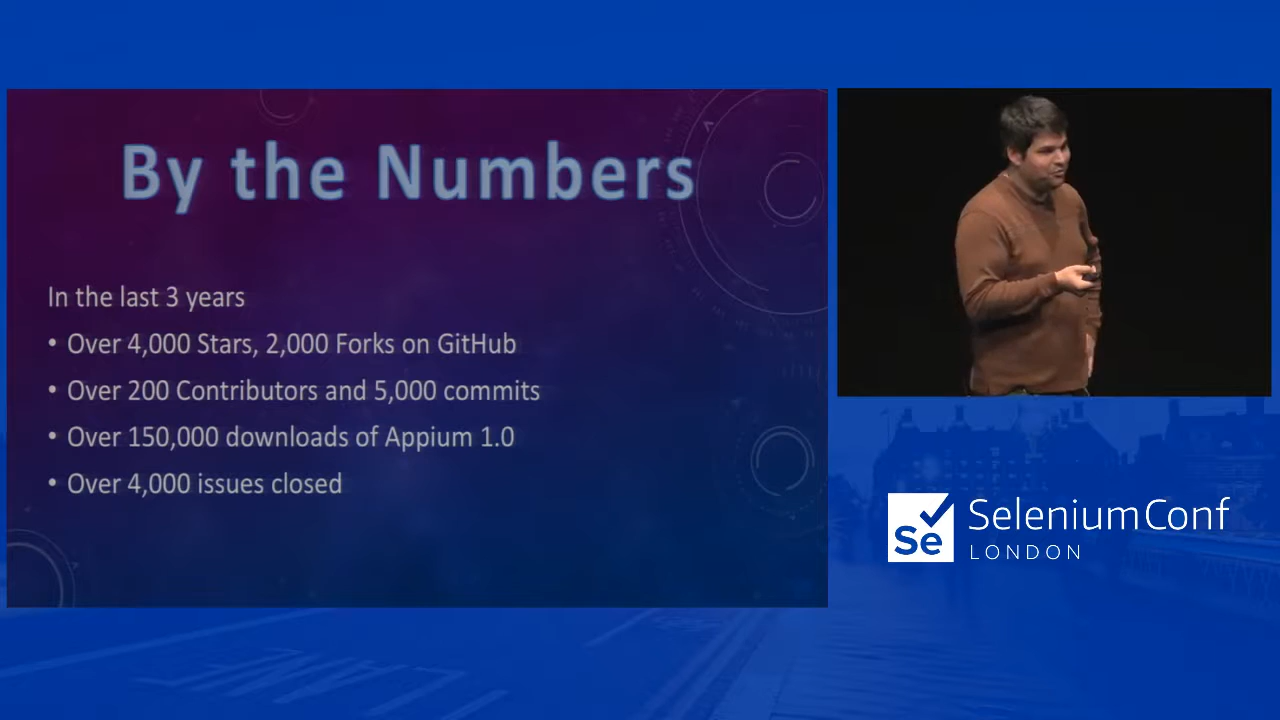 By the Numbers
In the last 3 years
• Over 4,000 Stars, 2,000 Forks on GitHub
• Over 200 Contributors and 5,000 commits
• Over 150,000 downloads of Appium 1.0
• Over 4,000 issues closed
Se
SeleniumConf
LONDON
LANE